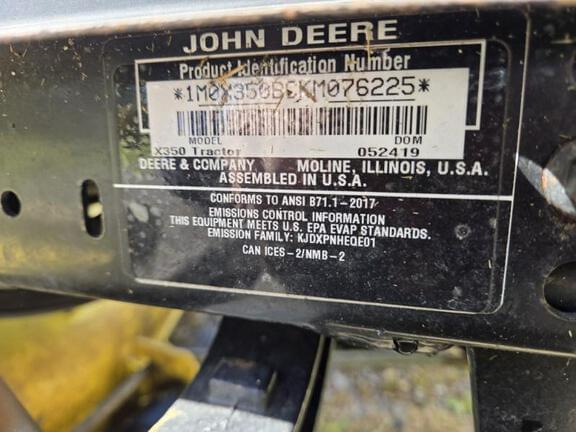 JOHN DEERE
Product Identification Number
MODEL DOM
X350 Tractor 052419
DEERE & COMPANY MOLINE, ILLINOIS, U.S.A.
ASSEMBLED IN U.S.A.
CONFORMS TO ANSI B71.1-2017
EMISSIONS CONTROL INFORMATION
THIS EQUIPMENT MEETS U.S. EPA EVAP STANDARDS.
EMISSION FAMILY: KJDXPNHEQE01
CAN ICES-2/NMB-2